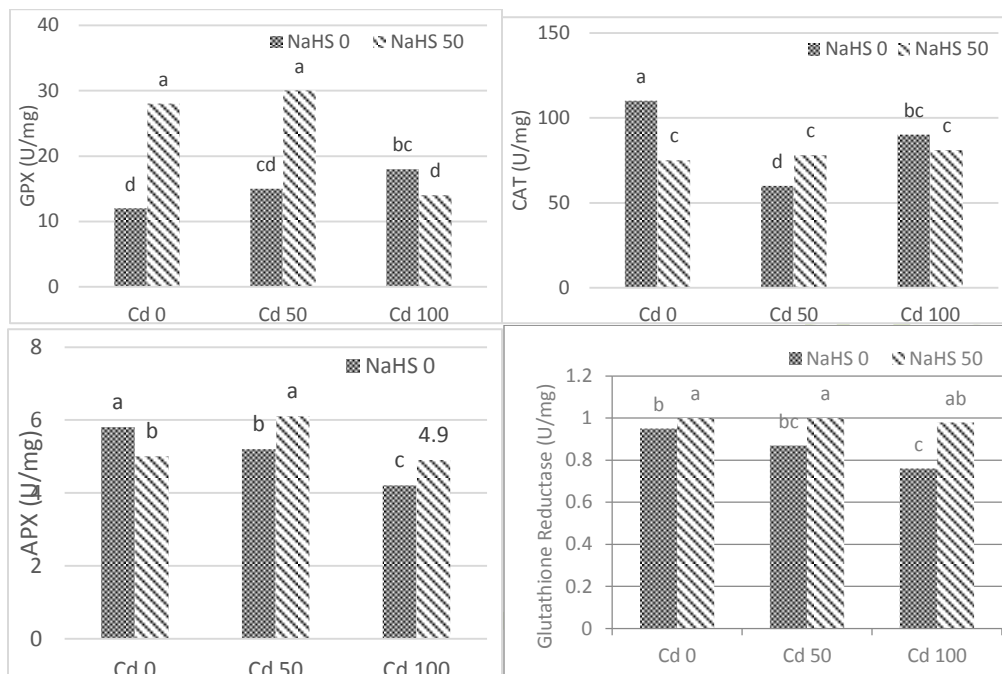 40
NaHS 0 NaHS 50
a a
30
GPX (U/mg)
20
bc
cd
d d
10
0
Cd 0 Cd 50 Cd 100
150
NaHS 0 NaHS 50
a
bc
100
c c c
CAT (U/mg)
d
50
0
Cd 0 Cd 50 Cd 100
8
NaHS 0
a a
b b 4.9
6
c
APX (U/mg)
4
2
0
Cd 0 Cd 50 Cd 100
NaHS 0 NaHS 50
1.2
a a ab
b
bc
1
c
Glutathione Reductase (U/mg)
0.8
0.6
0.4
0.2
0
Cd 0 Cd 50 Cd 100